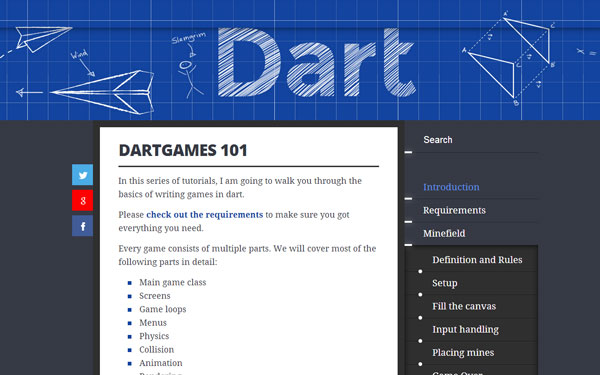 Wind
Slemgrim
Dart
A
A'
B
B'
C
C'
x =
DARTGAMES 101
In this series of tutorials, I am going to walk you through the
basics of writing games in dart.
Please check out the requirements to make sure you got
everything you need.
Every game consists of multiple parts. We will cover most of the
following parts in detail:
Main game class
Screens
Game loops
Menus
Physics
Collision
Animation
Rendering
g
f
Search
Introduction
Requirements
Minefield
Definition and Rules
Setup
Fill the canvas
Input handling
Placing mines
Game Over